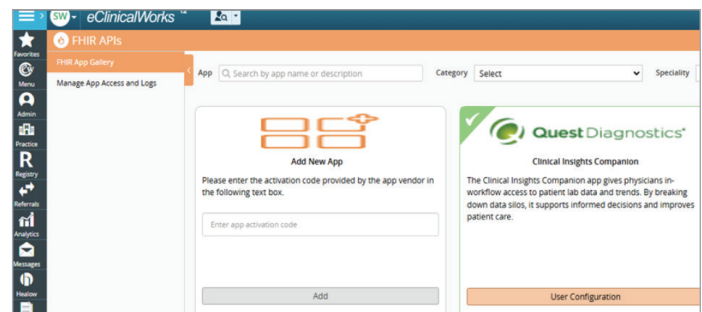 SW eClinicalWorks
FHIR APIs
Favorites
FHIR App Gallery
App Search by app name or description Category Select Speciality
Menu
Manage App Access and Logs
Admin
Practice
Registry
Referrals
Analytics
Messages
Healow
Add New App
Please enter the activation code provided by the app vendor in
the following text box.
Enter app activation code
Add
Quest Diagnostics
Clinical Insights Companion
The Clinical Insights Companion app gives physicians in-
workflow access to patient lab data and trends. By breaking
down data silos, it supports informed decisions and improves
patient care.
User Configuration